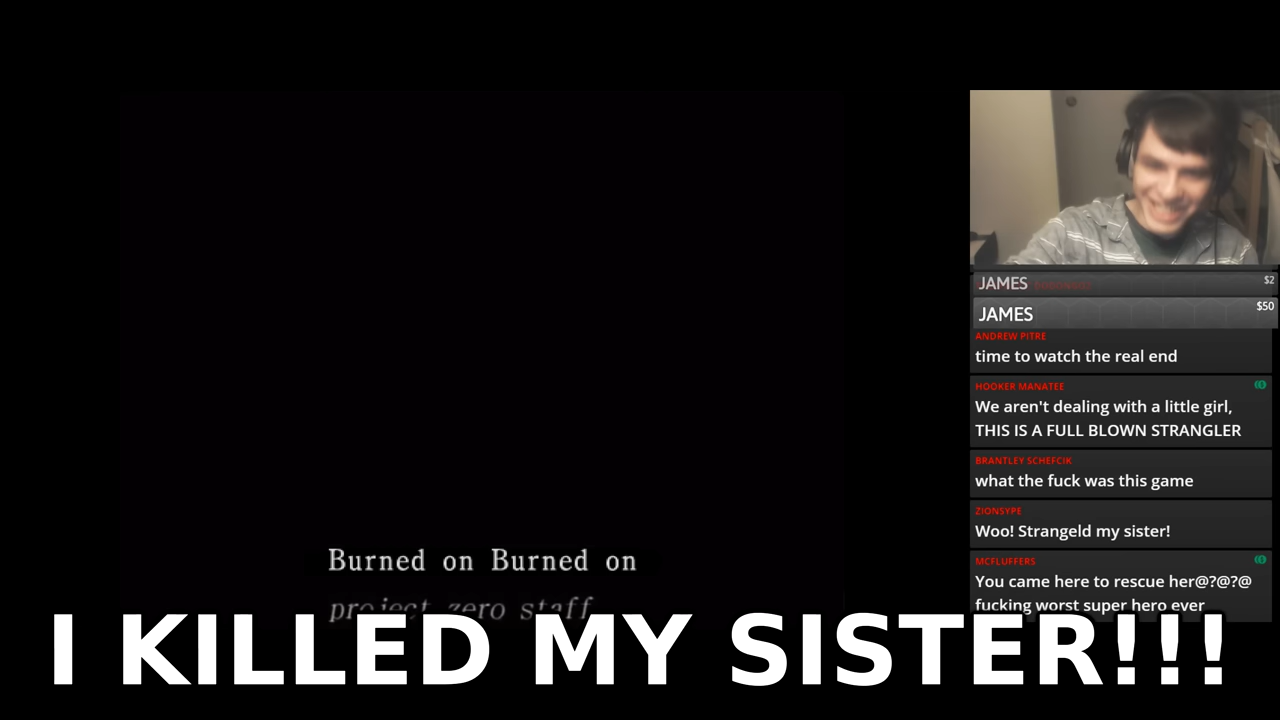 JAMES $2
JAMES $50
ANDREW PITRE
time to watch the real end
HOOKER MANATEE
We aren't dealing with a little girl,
THIS IS A FULL BLOWN STRANGLER
BRANTLEY SCHEFCIK
what the fuck was this game
ZIONSYPE
Woo! Strangeld my sister!
MCFLUFFERS
You came here to rescue her@?@?@
fucking worst super hero ever
Burned on Burned on
project zero staff
I KILLED MY SISTER!!!